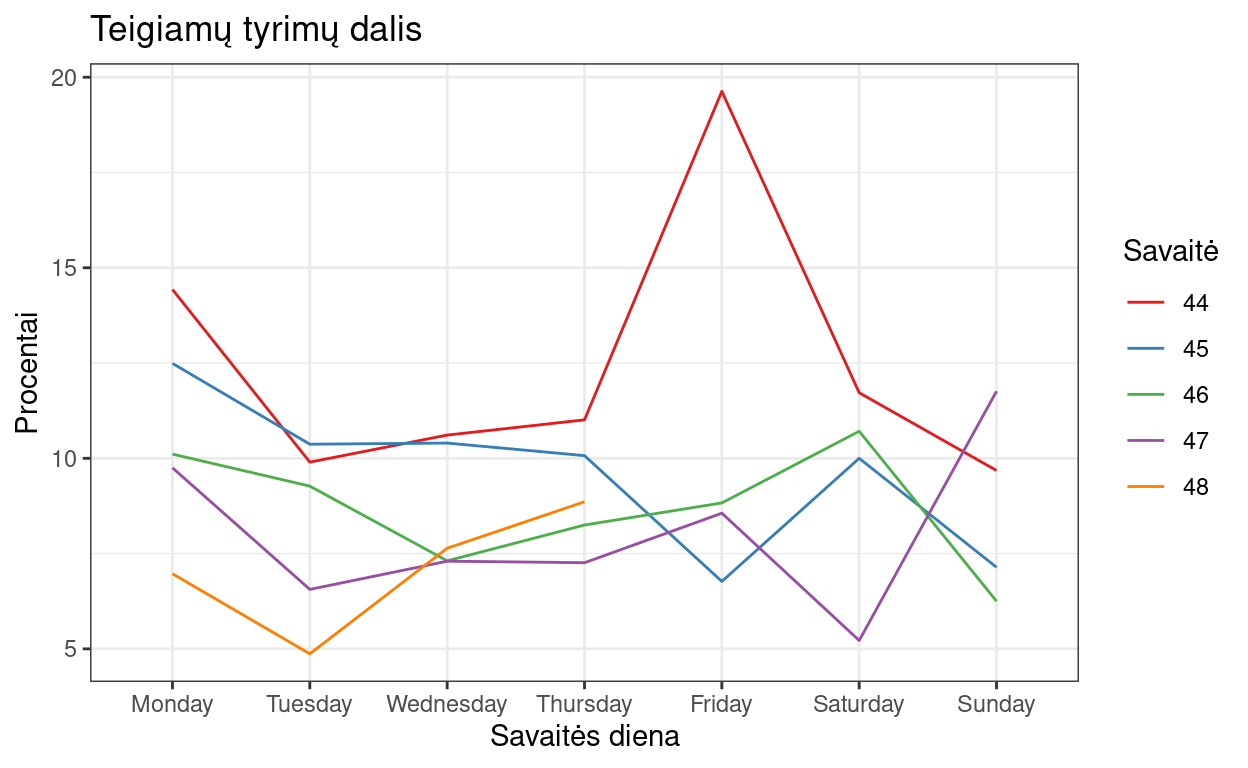 Teigiamų tyrimų dalis
20
15
10
5
Procentai
Monday Tuesday Wednesday Thursday Friday Saturday Sunday
Savaitės diena
Savaitė
44
45
46
47
48